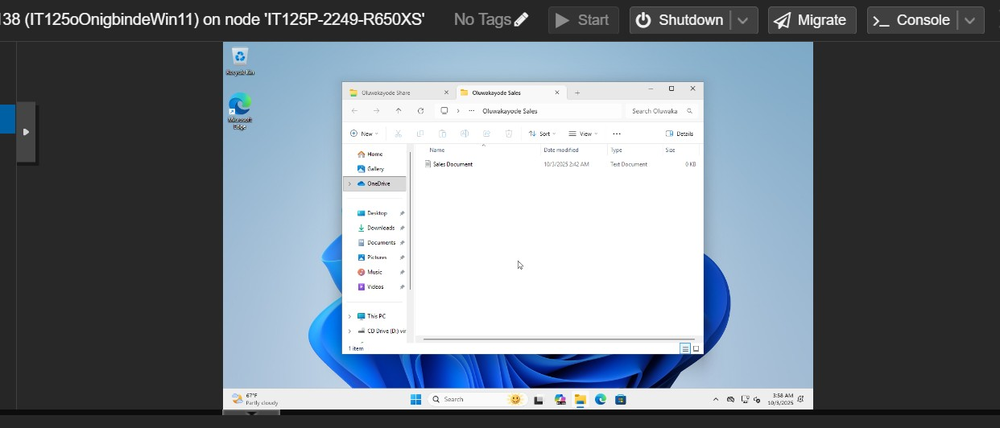 138 (IT125oOnigbindeWin11) on node 'IT125P-2249-R650XS'
No Tags
Start
Shutdown
Migrate
Console
Recycle Bin
Microsoft
Edge
Oluwakayode Share
Oluwakayode Sales
Oluwakayode Sales
Search Oluwaka
New
Sort
View
Details
Name
Date modified
Type
Size
Sales Document
10/3/2025 2:42 AM
Text Document
0 KB
Home
Gallery
OneDrive
Desktop
Downloads
Documents
Pictures
Music
Videos
This PC
CD Drive (D:) vir
1 item
67°F
Partly cloudy
Search
3:58 AM
10/3/2025